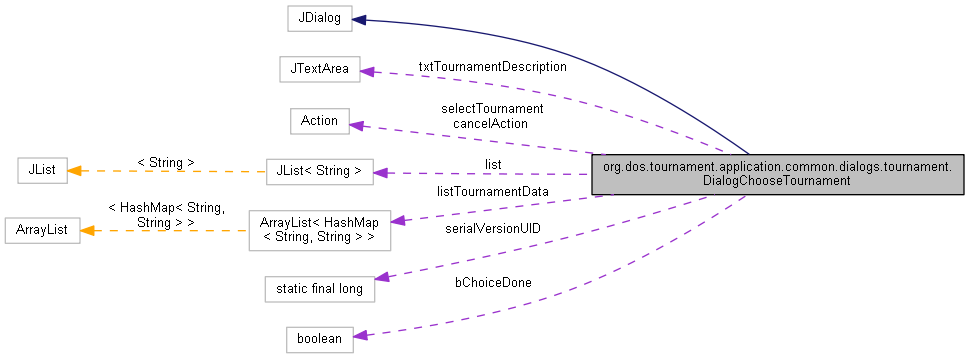 JDialog
JTextArea
txtTournamentDescription
Action
selectTournament
cancelAction
org.dos.tournament.application.common.dialogs.tournament.
DialogChooseTournament
JList
< String >
JList< String >
list
ArrayList
< HashMap< String,
String > >
ArrayList< HashMap
< String, String > >
listTournamentData
static final long
serialVersionUID
boolean
bChoiceDone